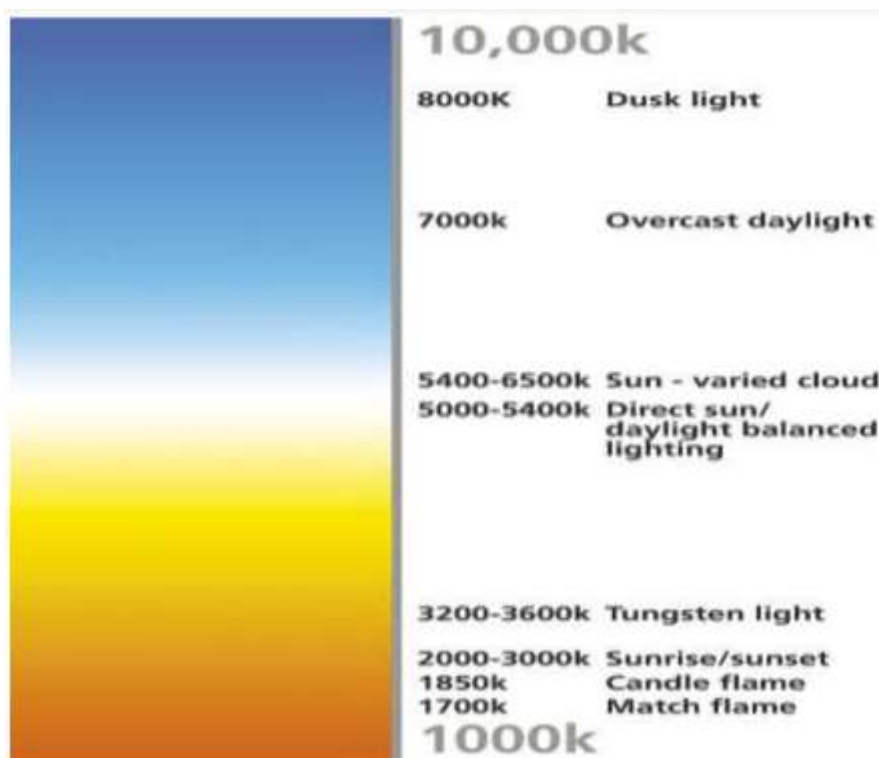 10,000k
8000K Dusk light
7000k Overcast daylight
5400-6500k Sun - varied cloud
5000-5400k Direct sun/
daylight balanced
lighting
3200-3600k Tungsten light
2000-3000k Sunrise/sunset
1850k Candle flame
1700k Match flame
1000k